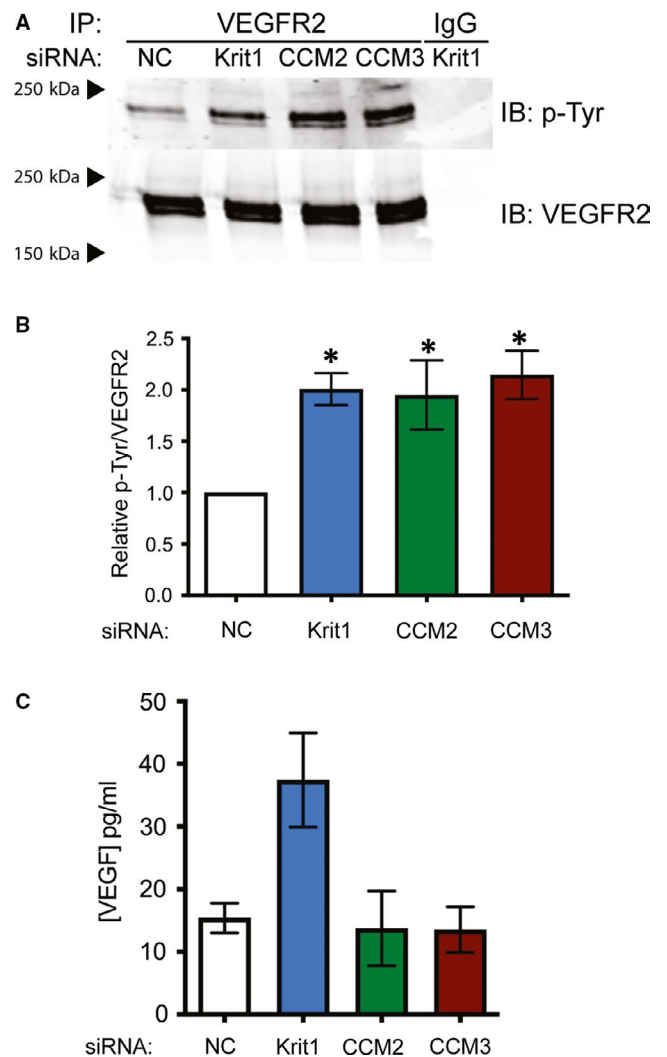 A
IP: VEGFR2 IgG
siRNA: NC Krit1 CCM2 CCM3 Krit1
250 kDa
IB: p-Tyr
250 kDa
IB: VEGFR2
150 kDa
B
Relative p-Tyr/VEGFR2
2.5
* * *
2.0
1.5
1.0
0.5
0.0
siRNA: NC Krit1 CCM2 CCM3
C
[VEGF] pg/ml
50
40
30
20
10
0
siRNA: NC Krit1 CCM2 CCM3